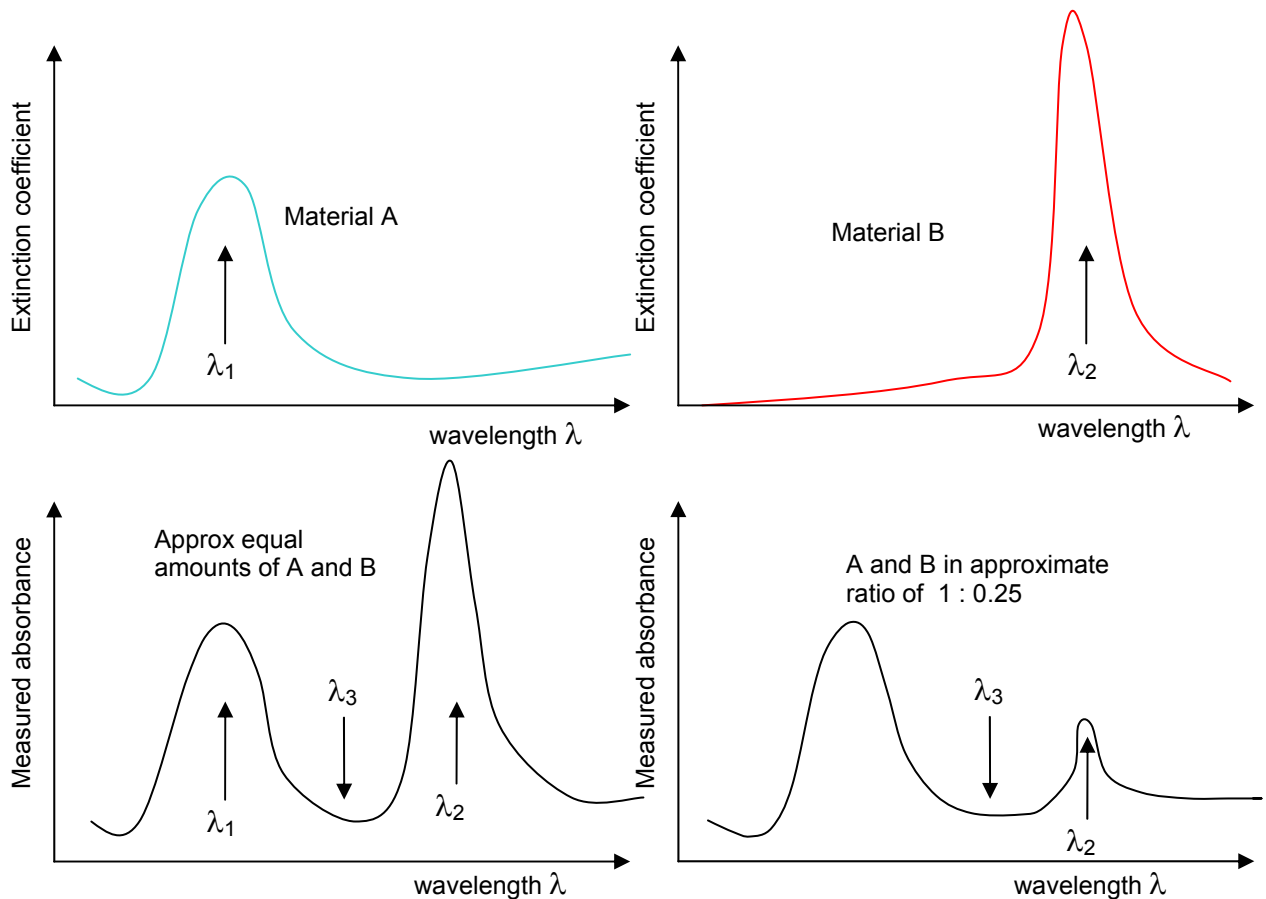 Extinction coefficient
Material A
λ1
wavelength λ
Extinction coefficient
Material B
λ2
wavelength λ
Measured absorbance
Approx equal
amounts of A and B
λ3
λ1
λ2
wavelength λ
Measured absorbance
A and B in approximate
ratio of 1 : 0.25
λ3
λ2
wavelength λ